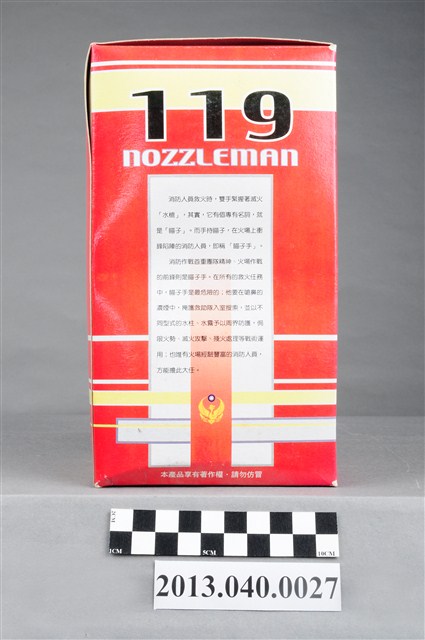 119
NOZZLEMAN
消防人員救火時，雙手緊握著滅火
「水槍」，其實，它有個專有名詞，就
是「瞄子」。而手持瞄子，在火場上衝
鋒陷陣的消防人員，即稱「瞄子手」。
消防作戰首重團隊精神，火場作戰
的前鋒則是瞄子手。在所有的救火任務
中，瞄子手是最危險的；他要在嗆鼻的
濃煙中，掩護救助隊入室搜索，並以不
同型式的水柱、水霧予以周界防護、侷
限火勢、滅火攻擊、殘火處理等戰術運
用；也唯有火場經驗豐富的消防人員，
方能擔此大任。
本產品享有著作權，請勿仿冒
1CM
5CM
10CM
2013.040.0027